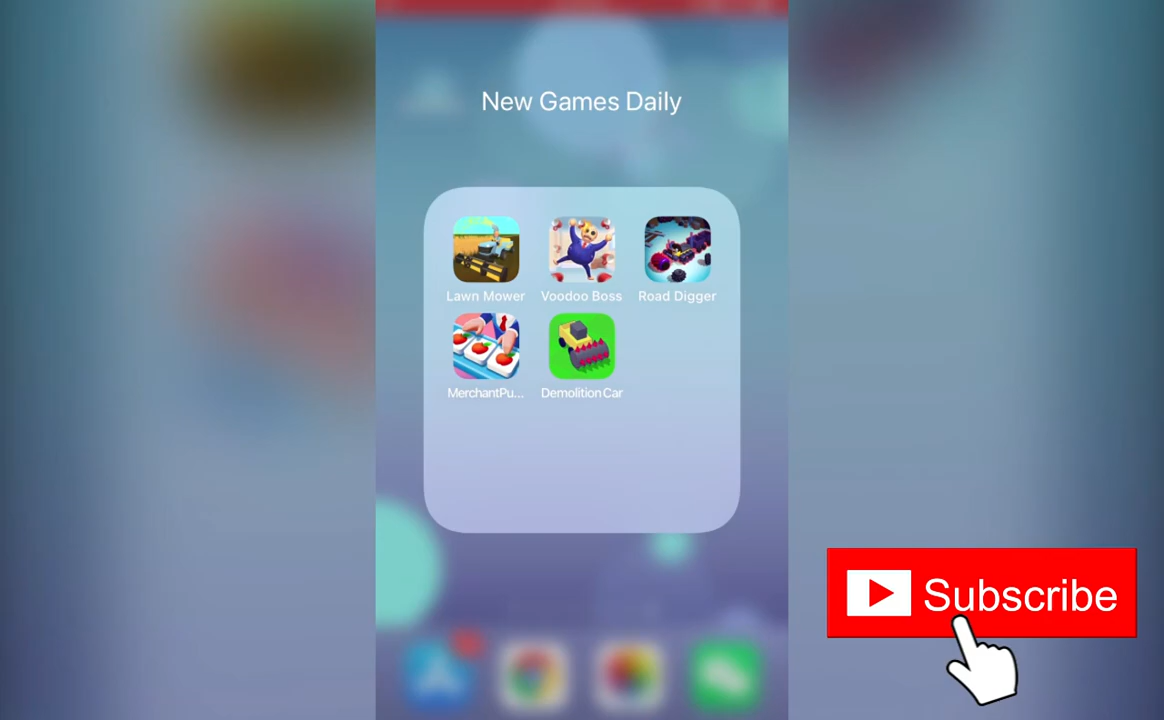 New Games Daily
Lawn Mower
Voodoo Boss
Road Digger
MerchantPu...
Demolition Car
Subscribe